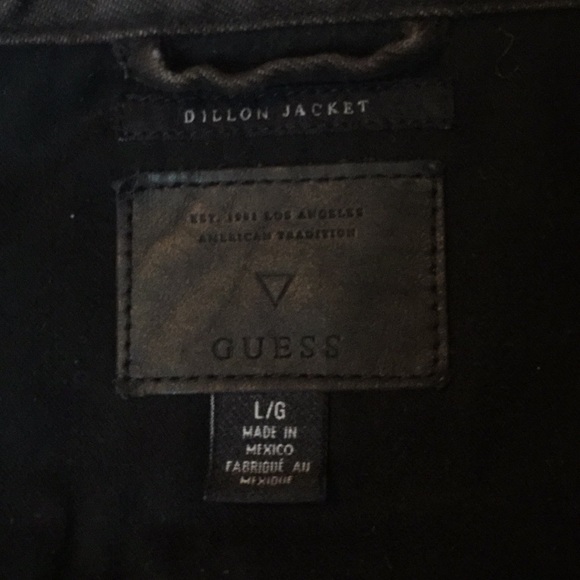 DILLON JACKET
EST. 1981 LOS ANGELES
AMERICAN TRADITION
GUESS
L/G
MADE IN
MEXICO
FABRIQUÉ AU
MEXIQUE